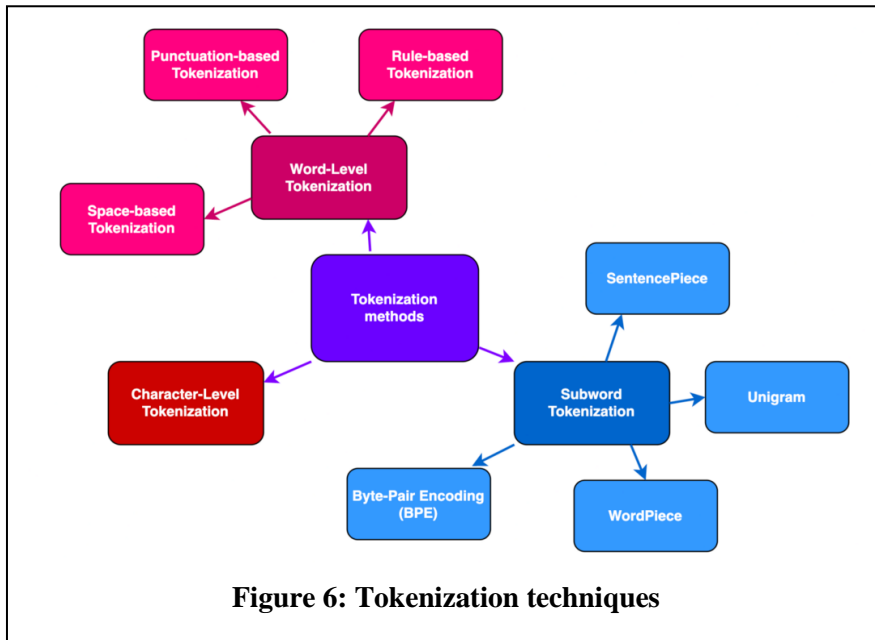 Punctuation-based
Tokenization
Rule-based
Tokenization
Word-Level
Tokenization
Space-based
Tokenization
SentencePiece
Tokenization
methods
Character-Level
Tokenization
Subword
Tokenization
Unigram
Byte-Pair Encoding
(BPE)
WordPiece
Figure 6: Tokenization techniques